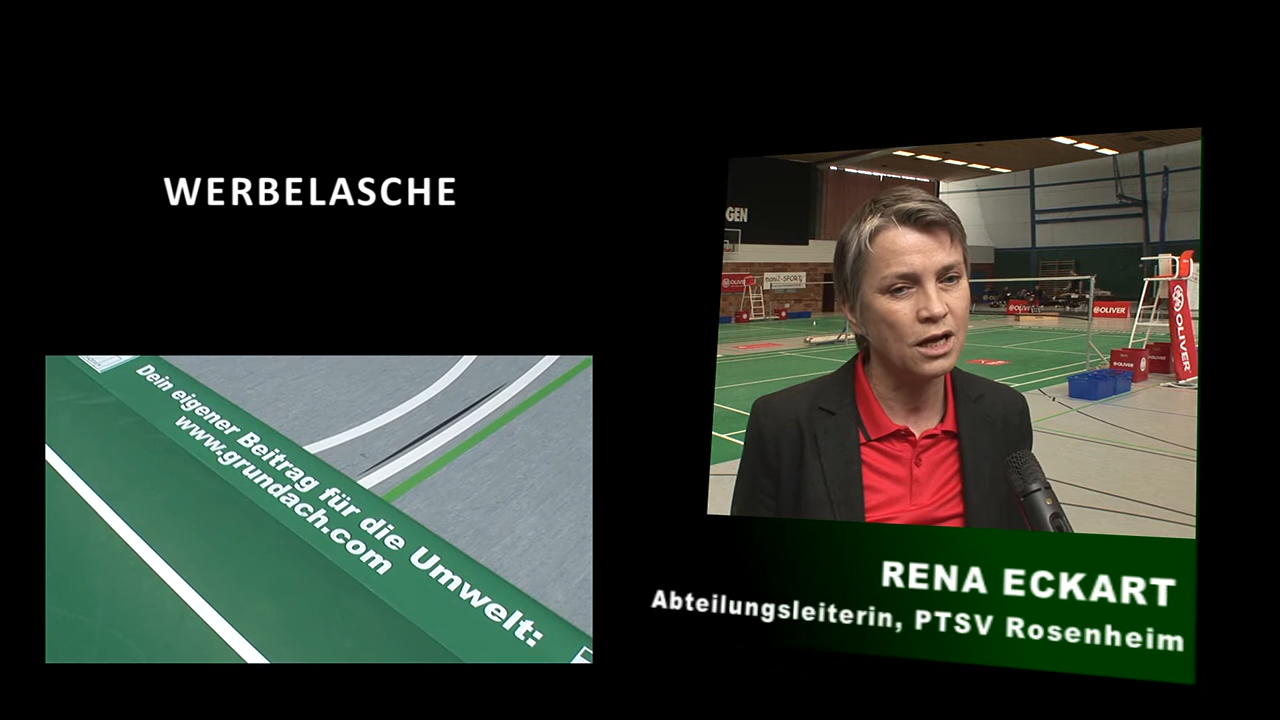 WERBELASCHE
Dein eigener Beitrag für die Umwelt:
www.grundach.com
GEN
OLIVER
OLIVER
OLIVER
OLIVER
OLIVER
RENA ECKART
Abteilungsleiterin, PTSV Rosenheim